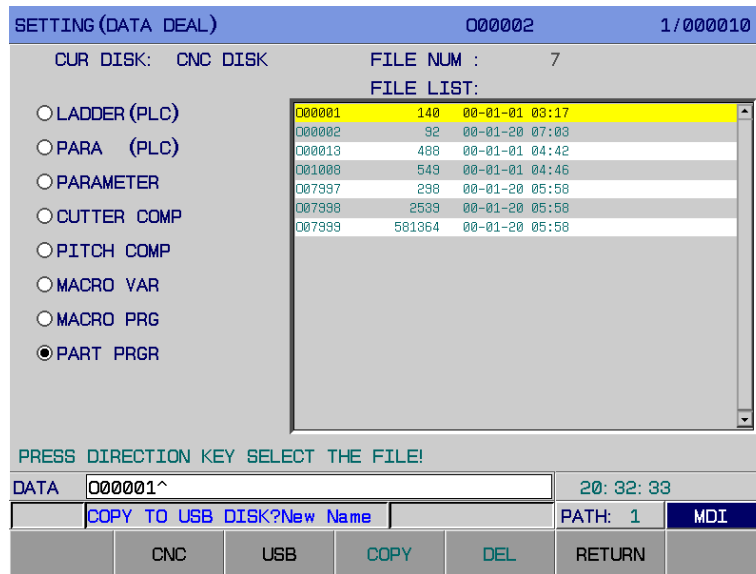 SETTING(DATA DEAL) O00002 1/000010
CUR DISK: CNC DISK FILE NUM : 7
FILE LIST:
LADDER(PLC)
PARA (PLC)
PARAMETER
CUTTER COMP
PITCH COMP
MACRO VAR
MACRO PRG
PART PRGR
O00001 140 00-01-01 03:17
O00002 92 00-01-20 07:03
O00013 488 00-01-01 04:42
O01008 549 00-01-01 04:46
O07997 298 00-01-20 05:58
O07998 2539 00-01-20 05:58
O07999 581364 00-01-20 05:58
PRESS DIRECTION KEY SELECT THE FILE!
DATA O00001^ 20:32:33
COPY TO USB DISK?New Name PATH: 1 MDI
CNC USB COPY DEL RETURN